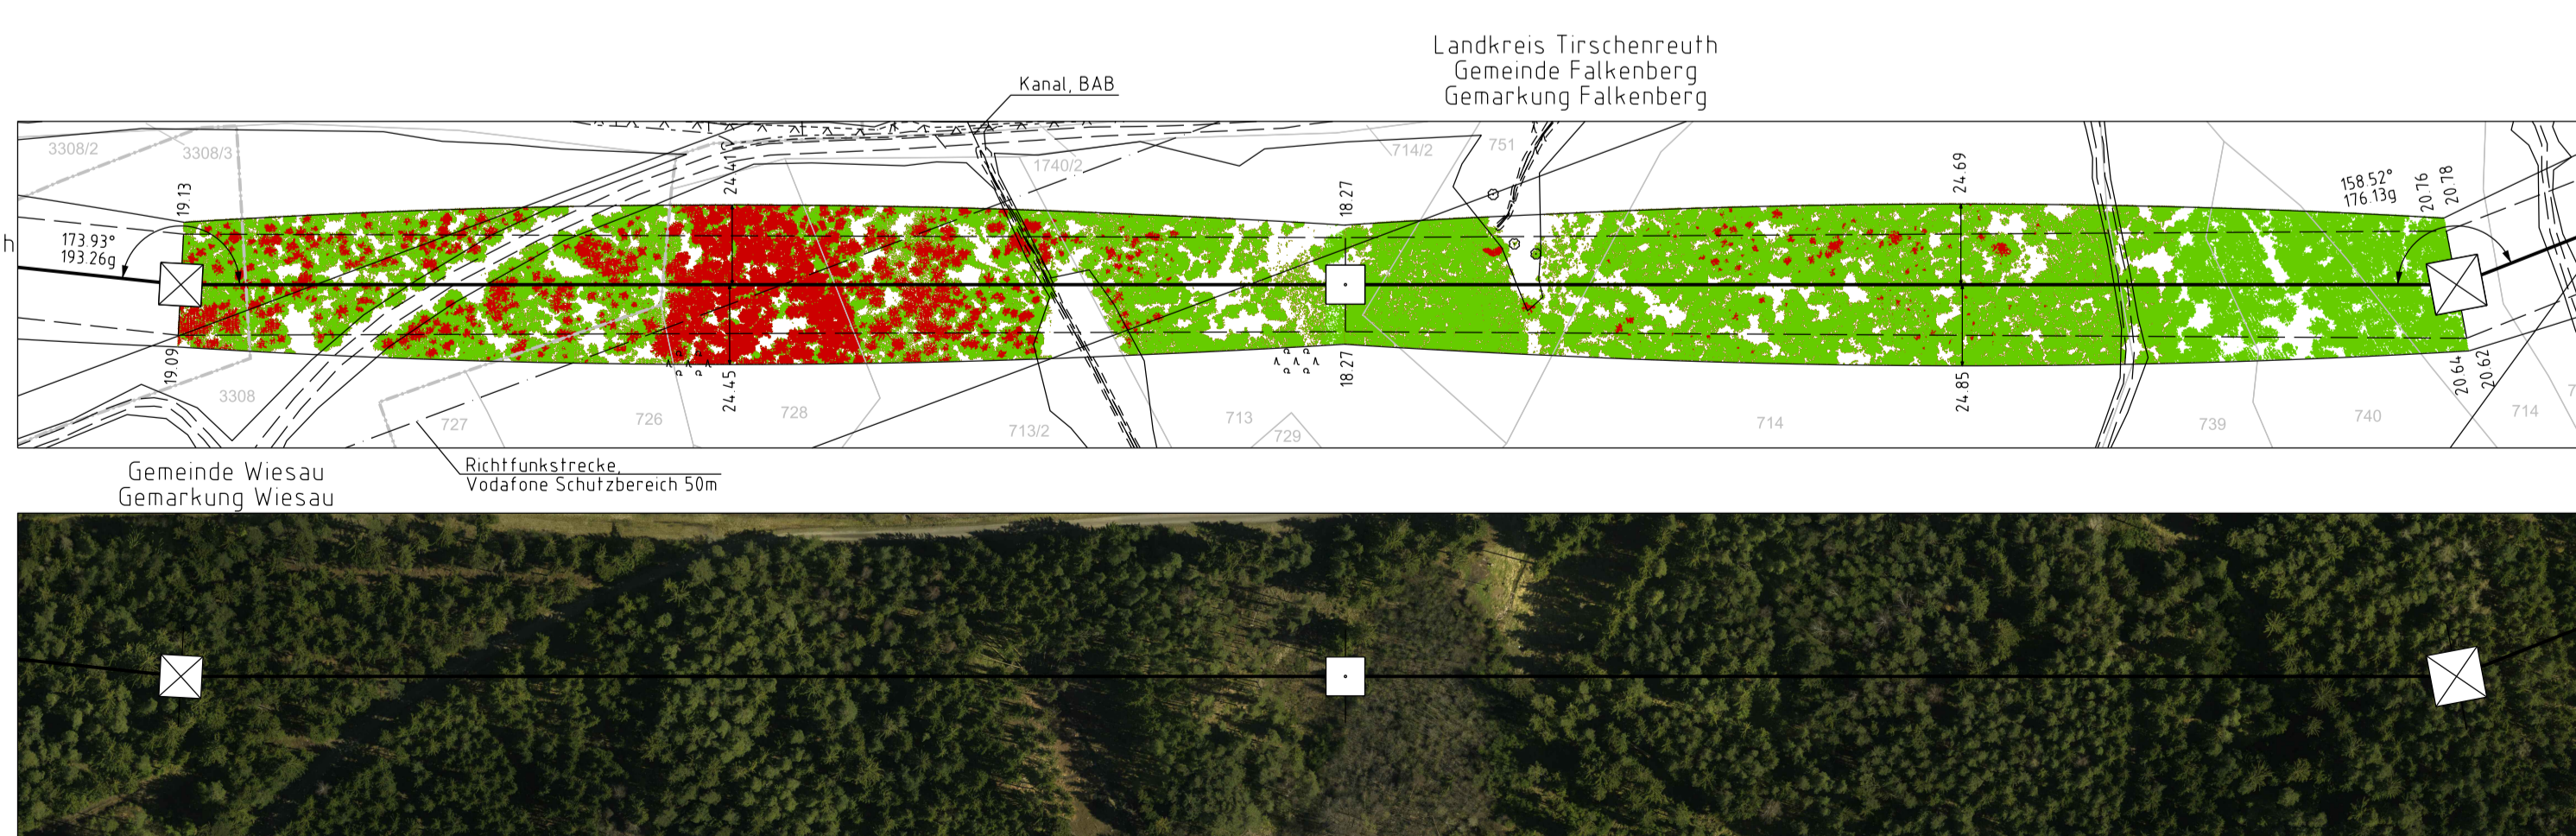 Landkreis Tirschenreuth
Gemeinde Falkenberg
Gemarkung Falkenberg
Kanal, BAB
3308/2
3308/3
1740/2
714/2
751
19.13
24.41
18.27
24.69
158.52°
176.13g
20.76
20.78
h
173.93°
193.26g
19.09
24.45
18.27
24.85
20.64
20.62
3308
727
726
728
713/2
713
729
714
739
740
714
Gemeinde Wiesau
Gemarkung Wiesau
Richtfunkstrecke,
Vodafone Schutzbereich 50m